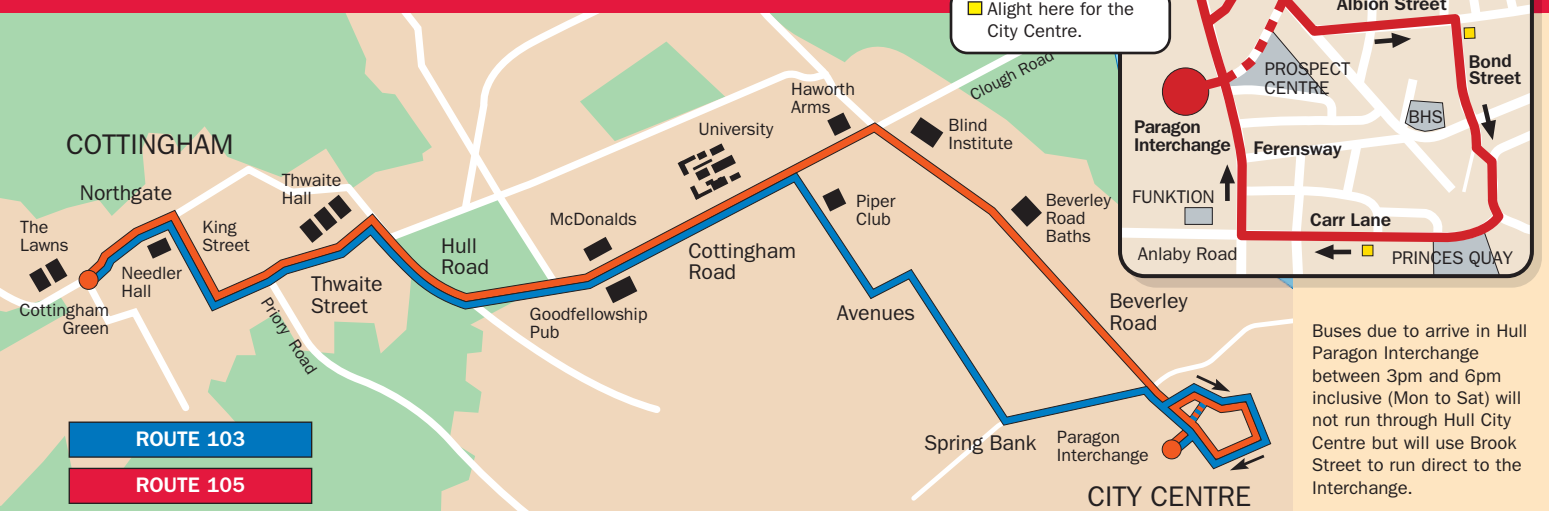 Alight here for the
City Centre.
Albion Street
Bond
Street
PROSPECT
CENTRE
BHS
Paragon
Interchange
Ferensway
FUNKTION
Carr Lane
Anlaby Road
PRINCES QUAY
Clough Road
Haworth
Arms
University
Blind
Institute
COTTINGHAM
Northgate
Thwaite
Hall
The
Lawns
King
Street
Needler
Hall
Cottingham
Green
Thwaite
Street
Priory Road
Hull
Road
McDonalds
Goodfellowship
Pub
Cottingham
Road
Piper
Club
Beverley
Road
Baths
Avenues
Beverley
Road
Spring Bank
Paragon
Interchange
CITY CENTRE
ROUTE 103
ROUTE 105
Buses due to arrive in Hull
Paragon Interchange
between 3pm and 6pm
inclusive (Mon to Sat) will
not run through Hull City
Centre but will use Brook
Street to run direct to the
Interchange.